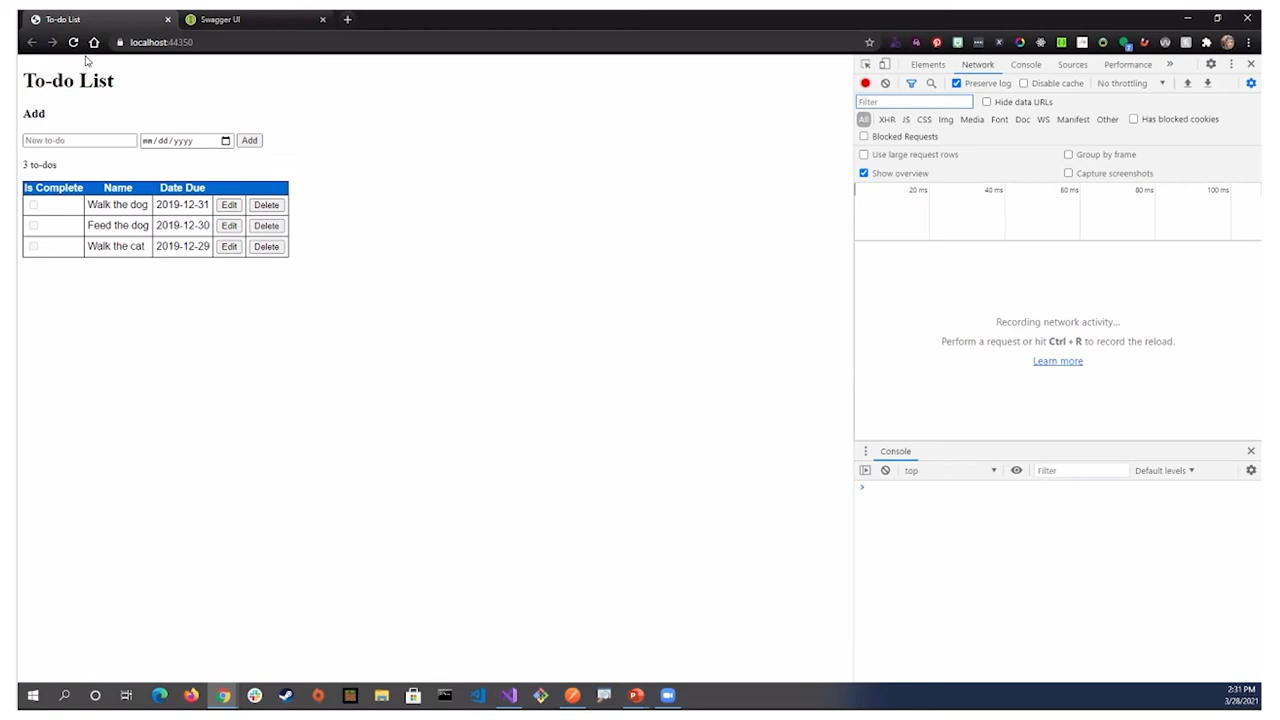 To-do List
Swagger UI
localhost:44350
To-do List
Add
New to-do
mm/dd/yyyy
Add
3 to-dos
Is Complete Name Date Due
Walk the dog 2019-12-31 Edit Delete
Feed the dog 2019-12-30 Edit Delete
Walk the cat 2019-12-29 Edit Delete
Elements Network Console Sources Performance »
Preserve log Disable cache No throttling
Filter Hide data URLs
All XHR JS CSS Img Media Font Doc WS Manifest Other Has blocked cookies
Blocked Requests
Use large request rows Group by frame
Show overview Capture screenshots
20 ms 40 ms 60 ms 80 ms 100 ms
Recording network activity...
Perform a request or hit Ctrl + R to record the reload.
Learn more
Console
top Filter Default levels
2:31 PM
3/28/2021